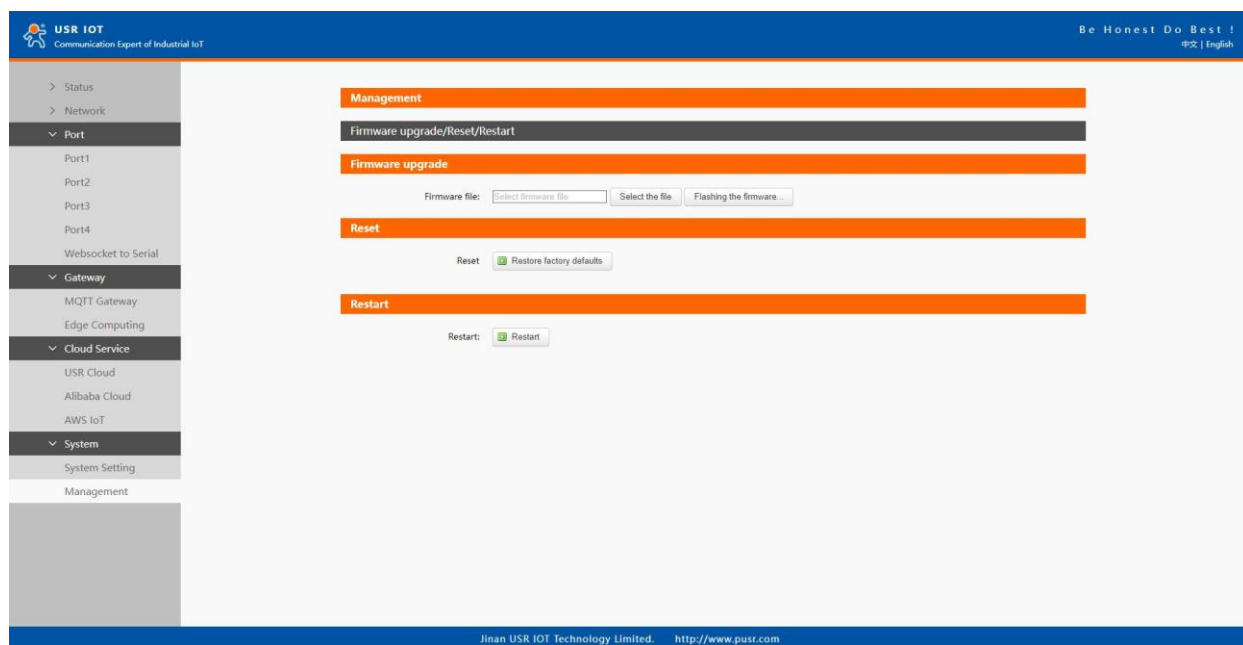 USR IOT
Communication Expert of Industrial IoT
Be Honest Do Best !
中文 | English
Status
Network
Port
Port1
Port2
Port3
Port4
Websocket to Serial
Gateway
MQTT Gateway
Edge Computing
Cloud Service
USR Cloud
Alibaba Cloud
AWS IoT
System
System Setting
Management
Management
Firmware upgrade/Reset/Restart
Firmware upgrade
Firmware file: Select firmware file Select the file Flashing the firmware...
Reset
Reset Restore factory defaults
Restart
Restart: Restart
Jinan USR IOT Technology Limited. http://www.pusr.com